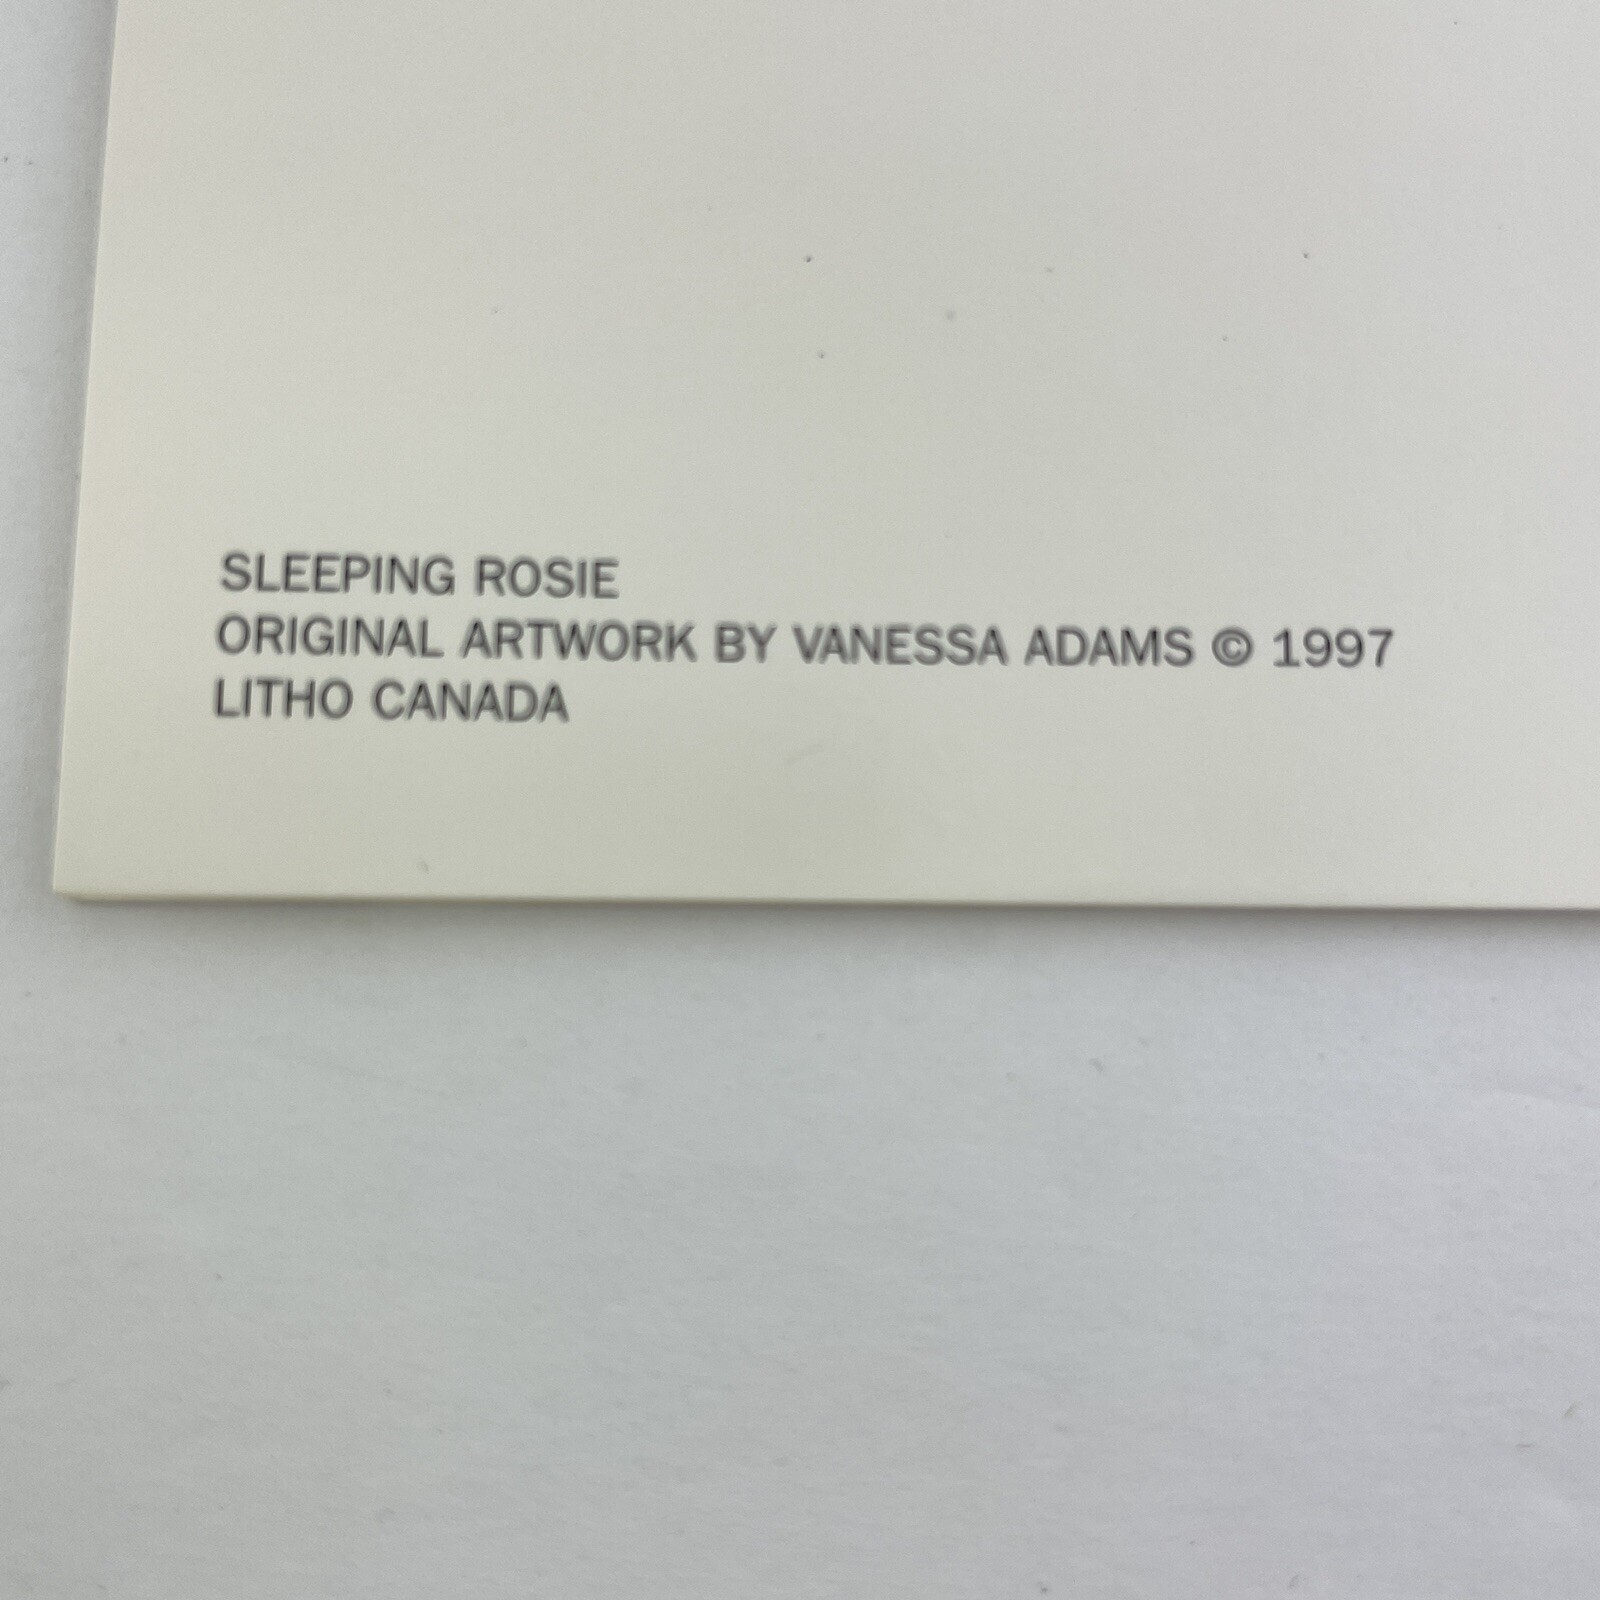 SLEEPING ROSIE
ORIGINAL ARTWORK BY VANESSA ADAMS © 1997
LITHO CANADA